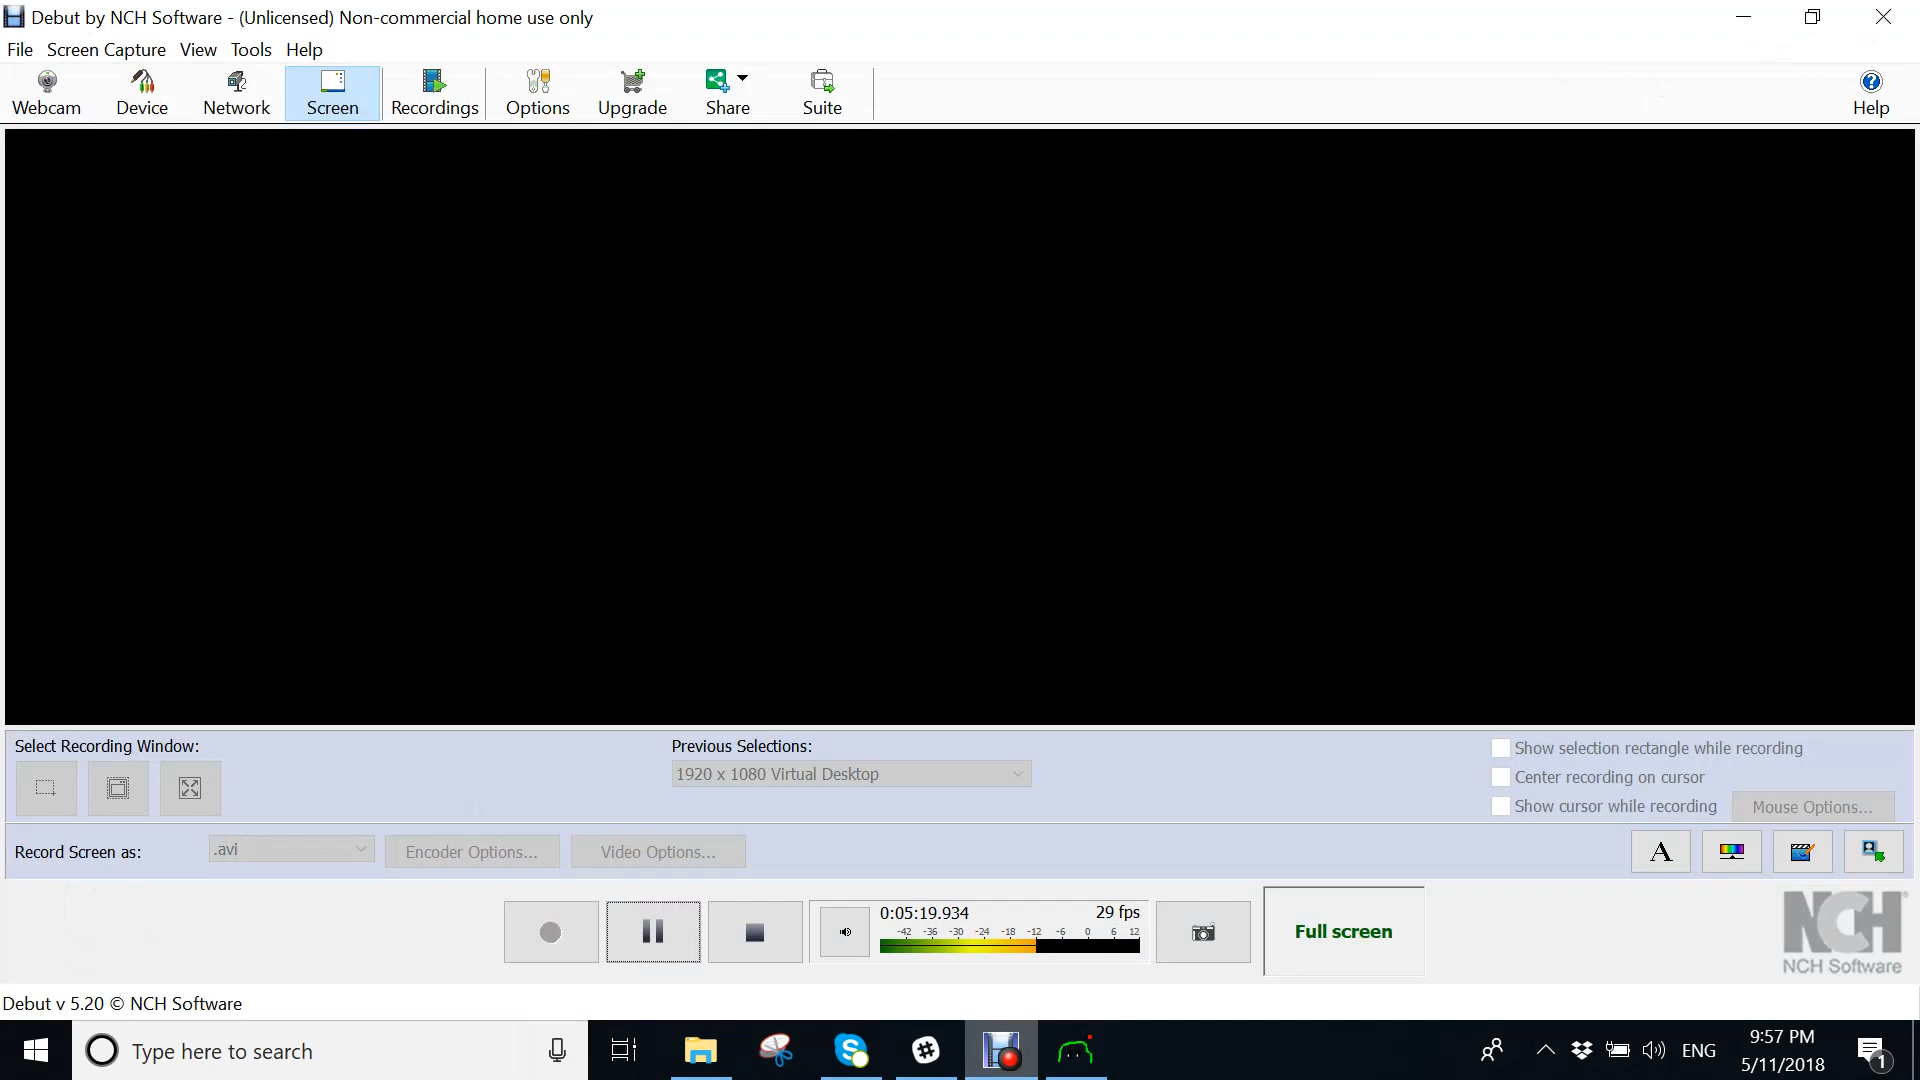 Debut by NCH Software - (Unlicensed) Non-commercial home use only
File Screen Capture View Tools Help
Webcam Device Network Screen Recordings Options Upgrade Share Suite Help
Select Recording Window:
Previous Selections:
1920 x 1080 Virtual Desktop
Show selection rectangle while recording
Center recording on cursor
Show cursor while recording Mouse Options...
Record Screen as: .avi Encoder Options... Video Options... A
0:05:19.934 29 fps
-42 -36 -30 -24 -18 -12 -6 0 6 12
Full screen
NCH
NCH Software
Debut v 5.20 © NCH Software
Type here to search
ENG
9:57 PM
5/11/2018
1